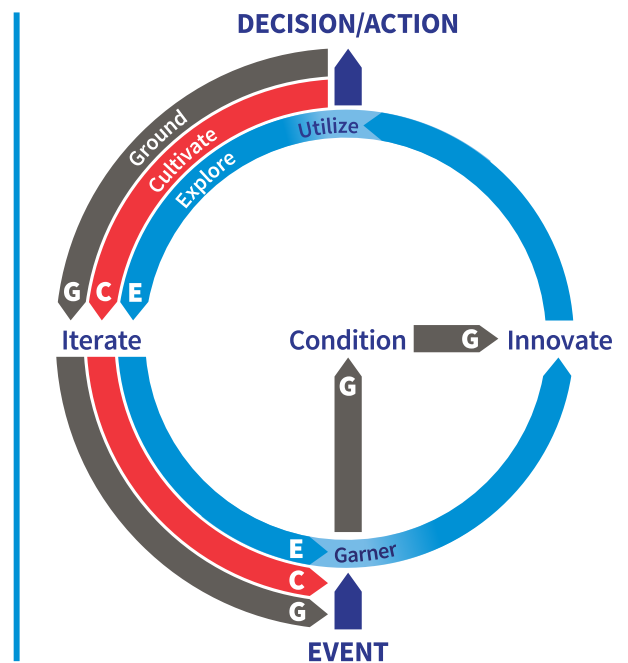 DECISION/ACTION
Utilize
Ground
Cultivate
Explore
G C E
Iterate
Condition
G
Innovate
G
E
Garner
C
G
EVENT